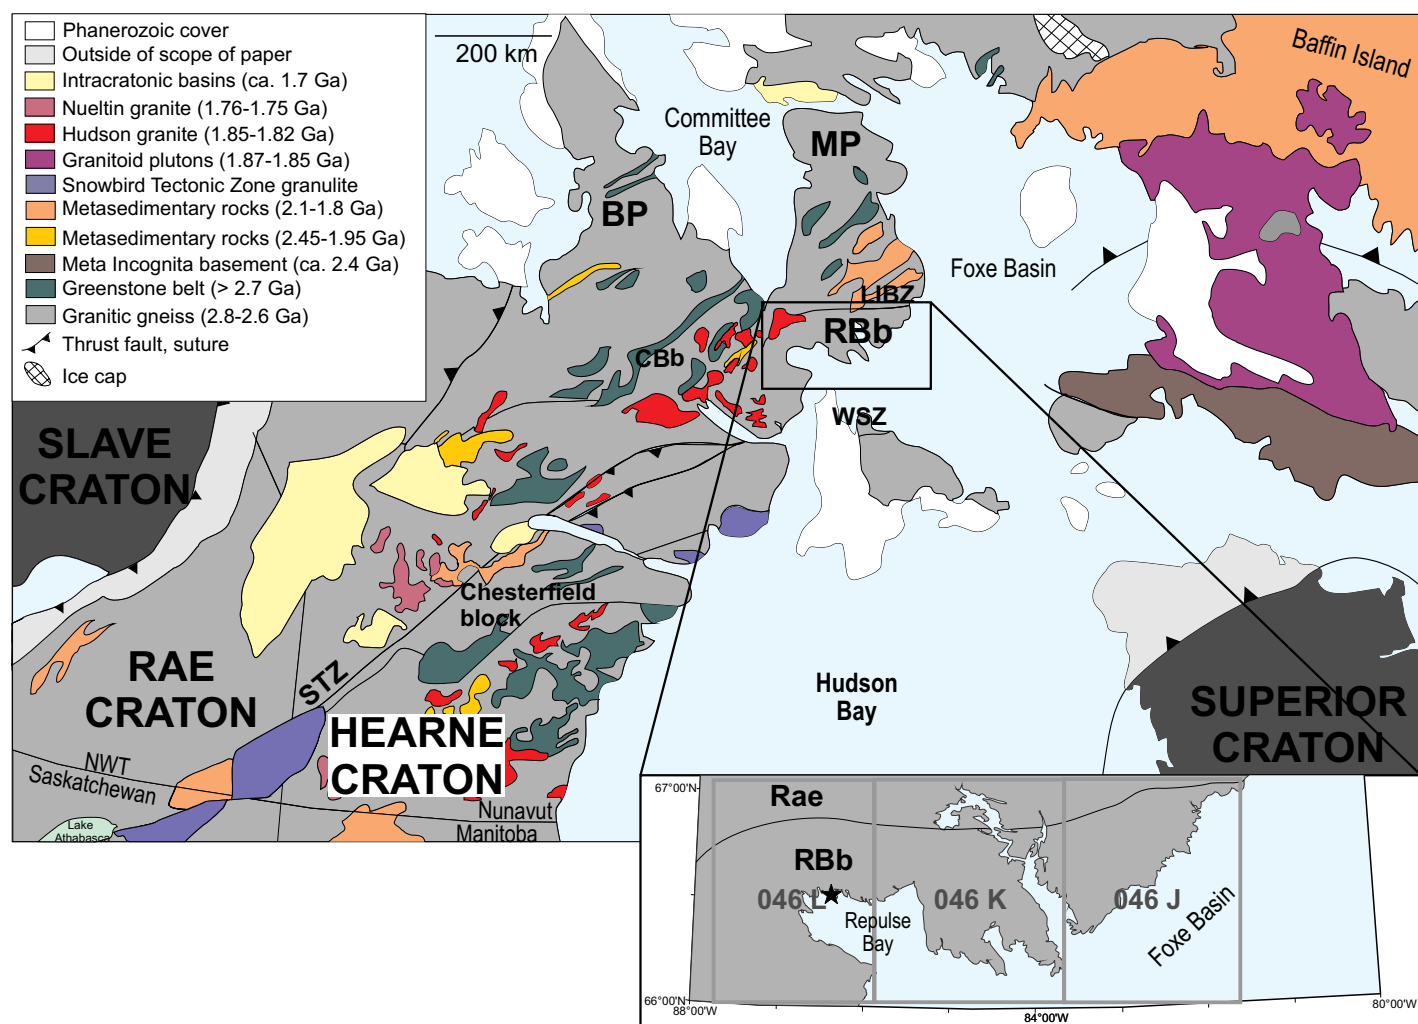 Phanerozoic cover
Outside of scope of paper
Intracratonic basins (ca. 1.7 Ga)
Nueltin granite (1.76-1.75 Ga)
Hudson granite (1.85-1.82 Ga)
Granitoid plutons (1.87-1.85 Ga)
Snowbird Tectonic Zone granulite
Metasedimentary rocks (2.1-1.8 Ga)
Metasedimentary rocks (2.45-1.95 Ga)
Meta Incognita basement (ca. 2.4 Ga)
Greenstone belt (> 2.7 Ga)
Granitic gneiss (2.8-2.6 Ga)
Thrust fault, suture
Ice cap
200 km
Baffin Island
Committee
Bay
MP
BP
Foxe Basin
LIBZ
RBb
CBb
WSZ
SLAVE
CRATON
Chesterfield
block
RAE
CRATON
STZ
HEARNE
CRATON
Hudson
Bay
SUPERIOR
CRATON
NWT
Saskatchewan
Nunavut
Manitoba
Lake
Athabasca
67°00'N
Rae
RBb
046 L
046 K
046 J
Repulse
Bay
Foxe Basin
66°00'N
88°00'W
84°00'W
80°00'W